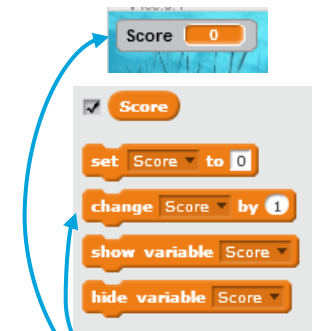 Score 0
Score
set Score to 0
change Score by 1
show variable Score
hide variable Score